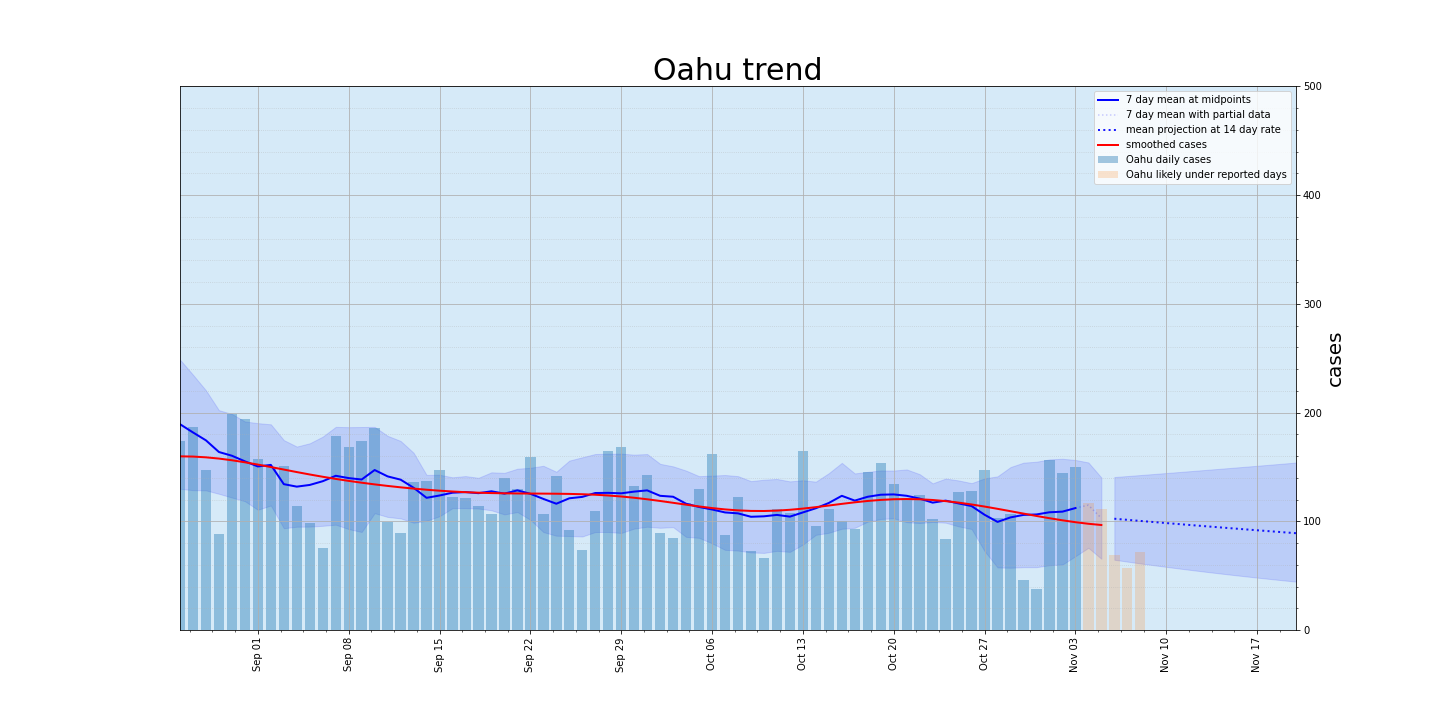 Oahu trend
7 day mean at midpoints
7 day mean with partial data
mean projection at 14 day rate
smoothed cases
Oahu daily cases
Oahu likely under reported days
500
400
300
200
100
0
cases
Sep 01
Sep 08
Sep 15
Sep 22
Sep 29
Oct 06
Oct 13
Oct 20
Oct 27
Nov 03
Nov 10
Nov 17